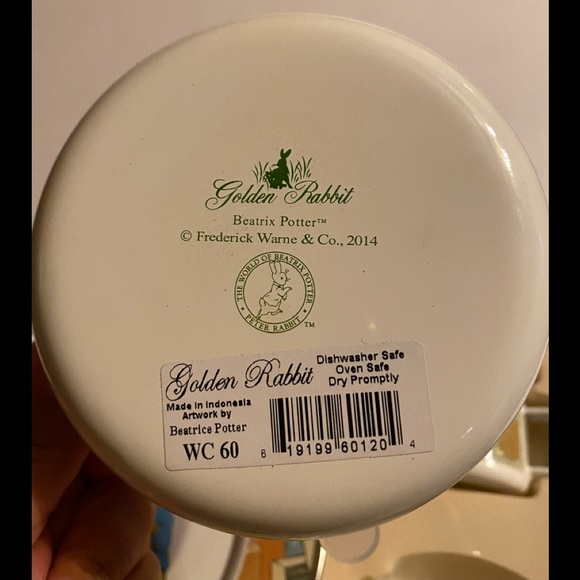 Golden Rabbit
Beatrix Potter™
© Frederick Warne & Co., 2014
THE WORLD OF BEATRIX POTTER
• PETER RABBIT •
™
Golden Rabbit
Dishwasher Safe
Oven Safe
Dry Promptly
Made in Indonesia
Artwork by
Beatrice Potter
WC 60
6 19199 60120 4